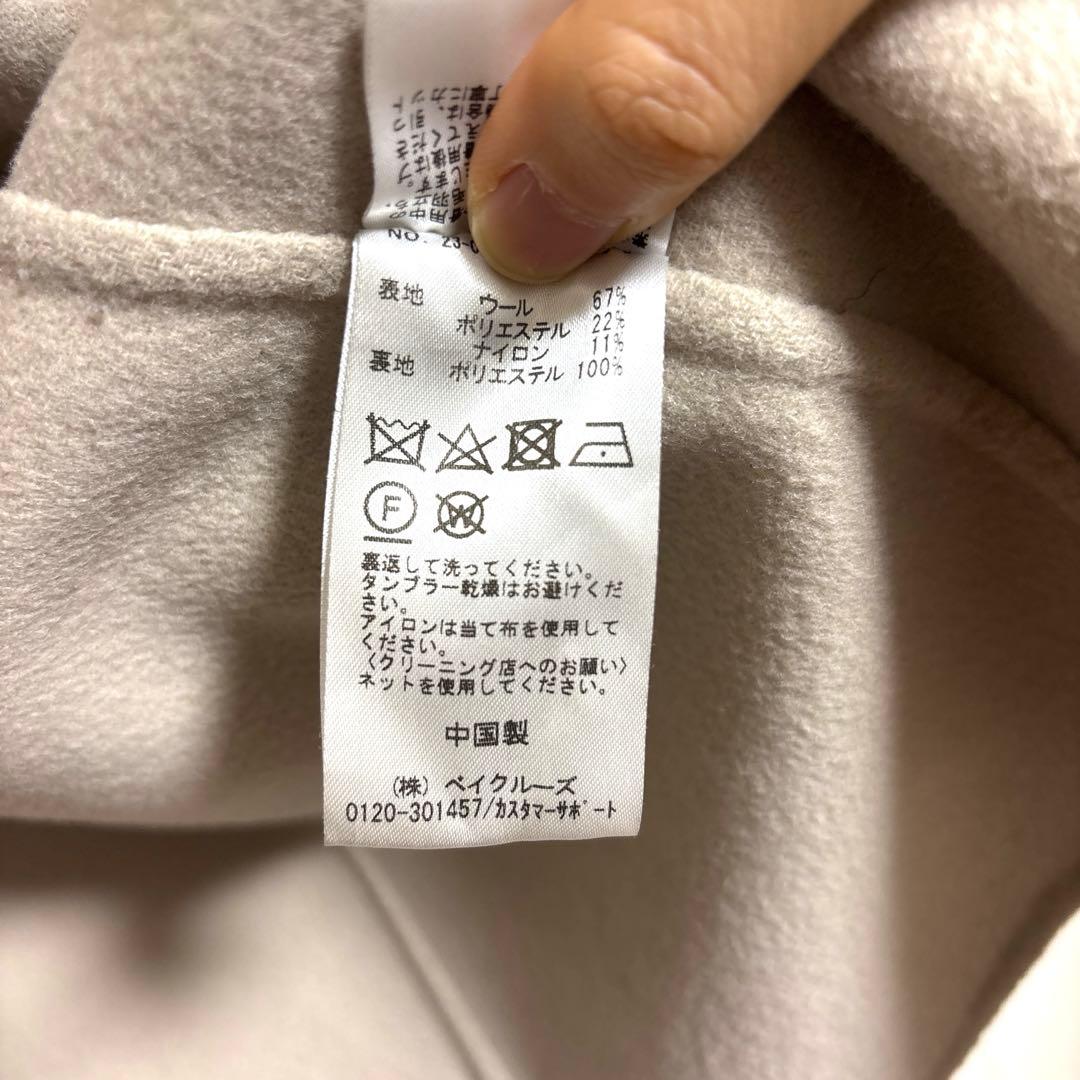 NO. 23-0
表地 ウール 67%
ポリエステル 22%
ナイロン 11%
裏地 ポリエステル 100%
F
W
裏返して洗ってください。
タンブラー乾燥はお避けくだ
さい。
アイロンは当て布を使用して
ください。
〈クリーニング店へのお願い〉
ネットを使用してください。
中国製
(株) ベイクルーズ
0120-301457/カスタマーサポート